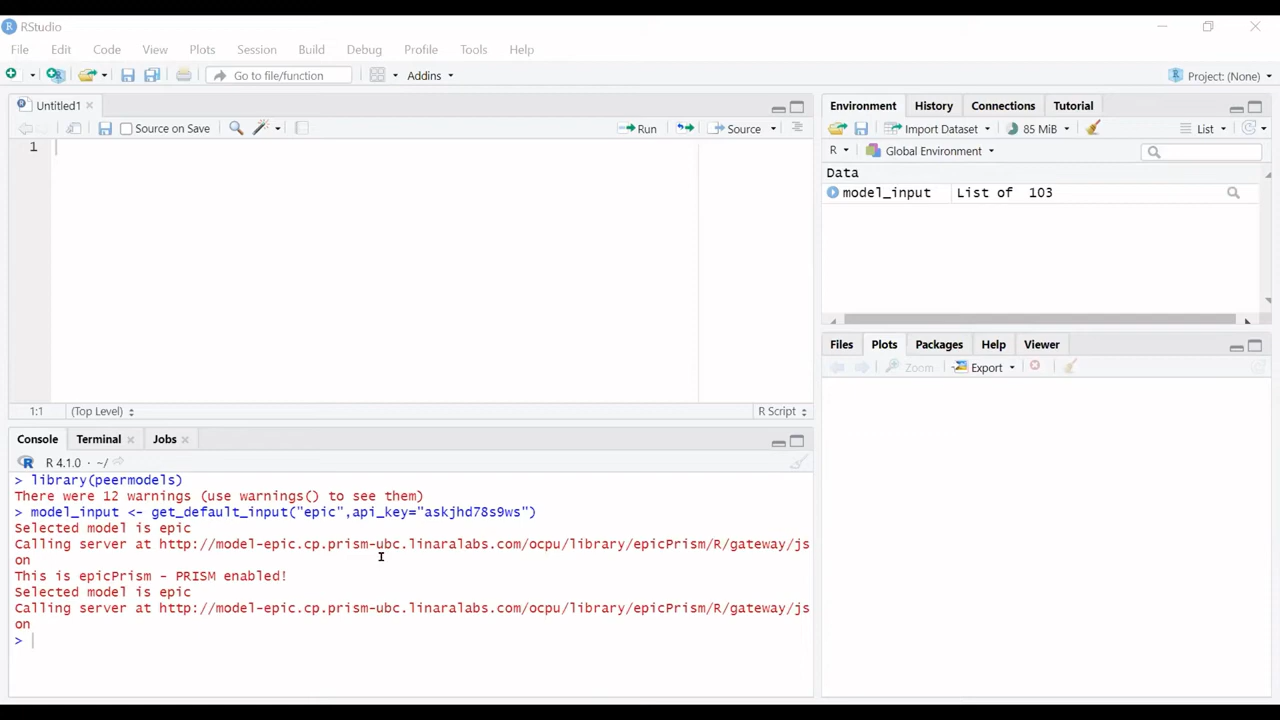 RStudio
File Edit Code View Plots Session Build Debug Profile Tools Help
Go to file/function Addins Project: (None)
Untitled1
Source on Save Run Source
1
1:1 (Top Level) R Script
Console Terminal Jobs
R 4.1.0 · ~/
> library(peermodels)
There were 12 warnings (use warnings() to see them)
> model_input <- get_default_input("epic",api_key="askjhd78s9ws")
Selected model is epic
Calling server at http://model-epic.cp.prism-ubc.linaralabs.com/ocpu/library/epicPrism/R/gateway/js
on
This is epicPrism - PRISM enabled!
Selected model is epic
Calling server at http://model-epic.cp.prism-ubc.linaralabs.com/ocpu/library/epicPrism/R/gateway/js
on
>
Environment History Connections Tutorial
Import Dataset 85 MiB List
R Global Environment
Data
model_input List of 103
Files Plots Packages Help Viewer
Zoom Export